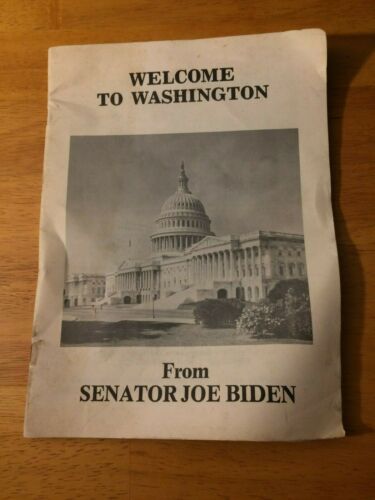 WELCOME
TO WASHINGTON
From
SENATOR JOE BIDEN